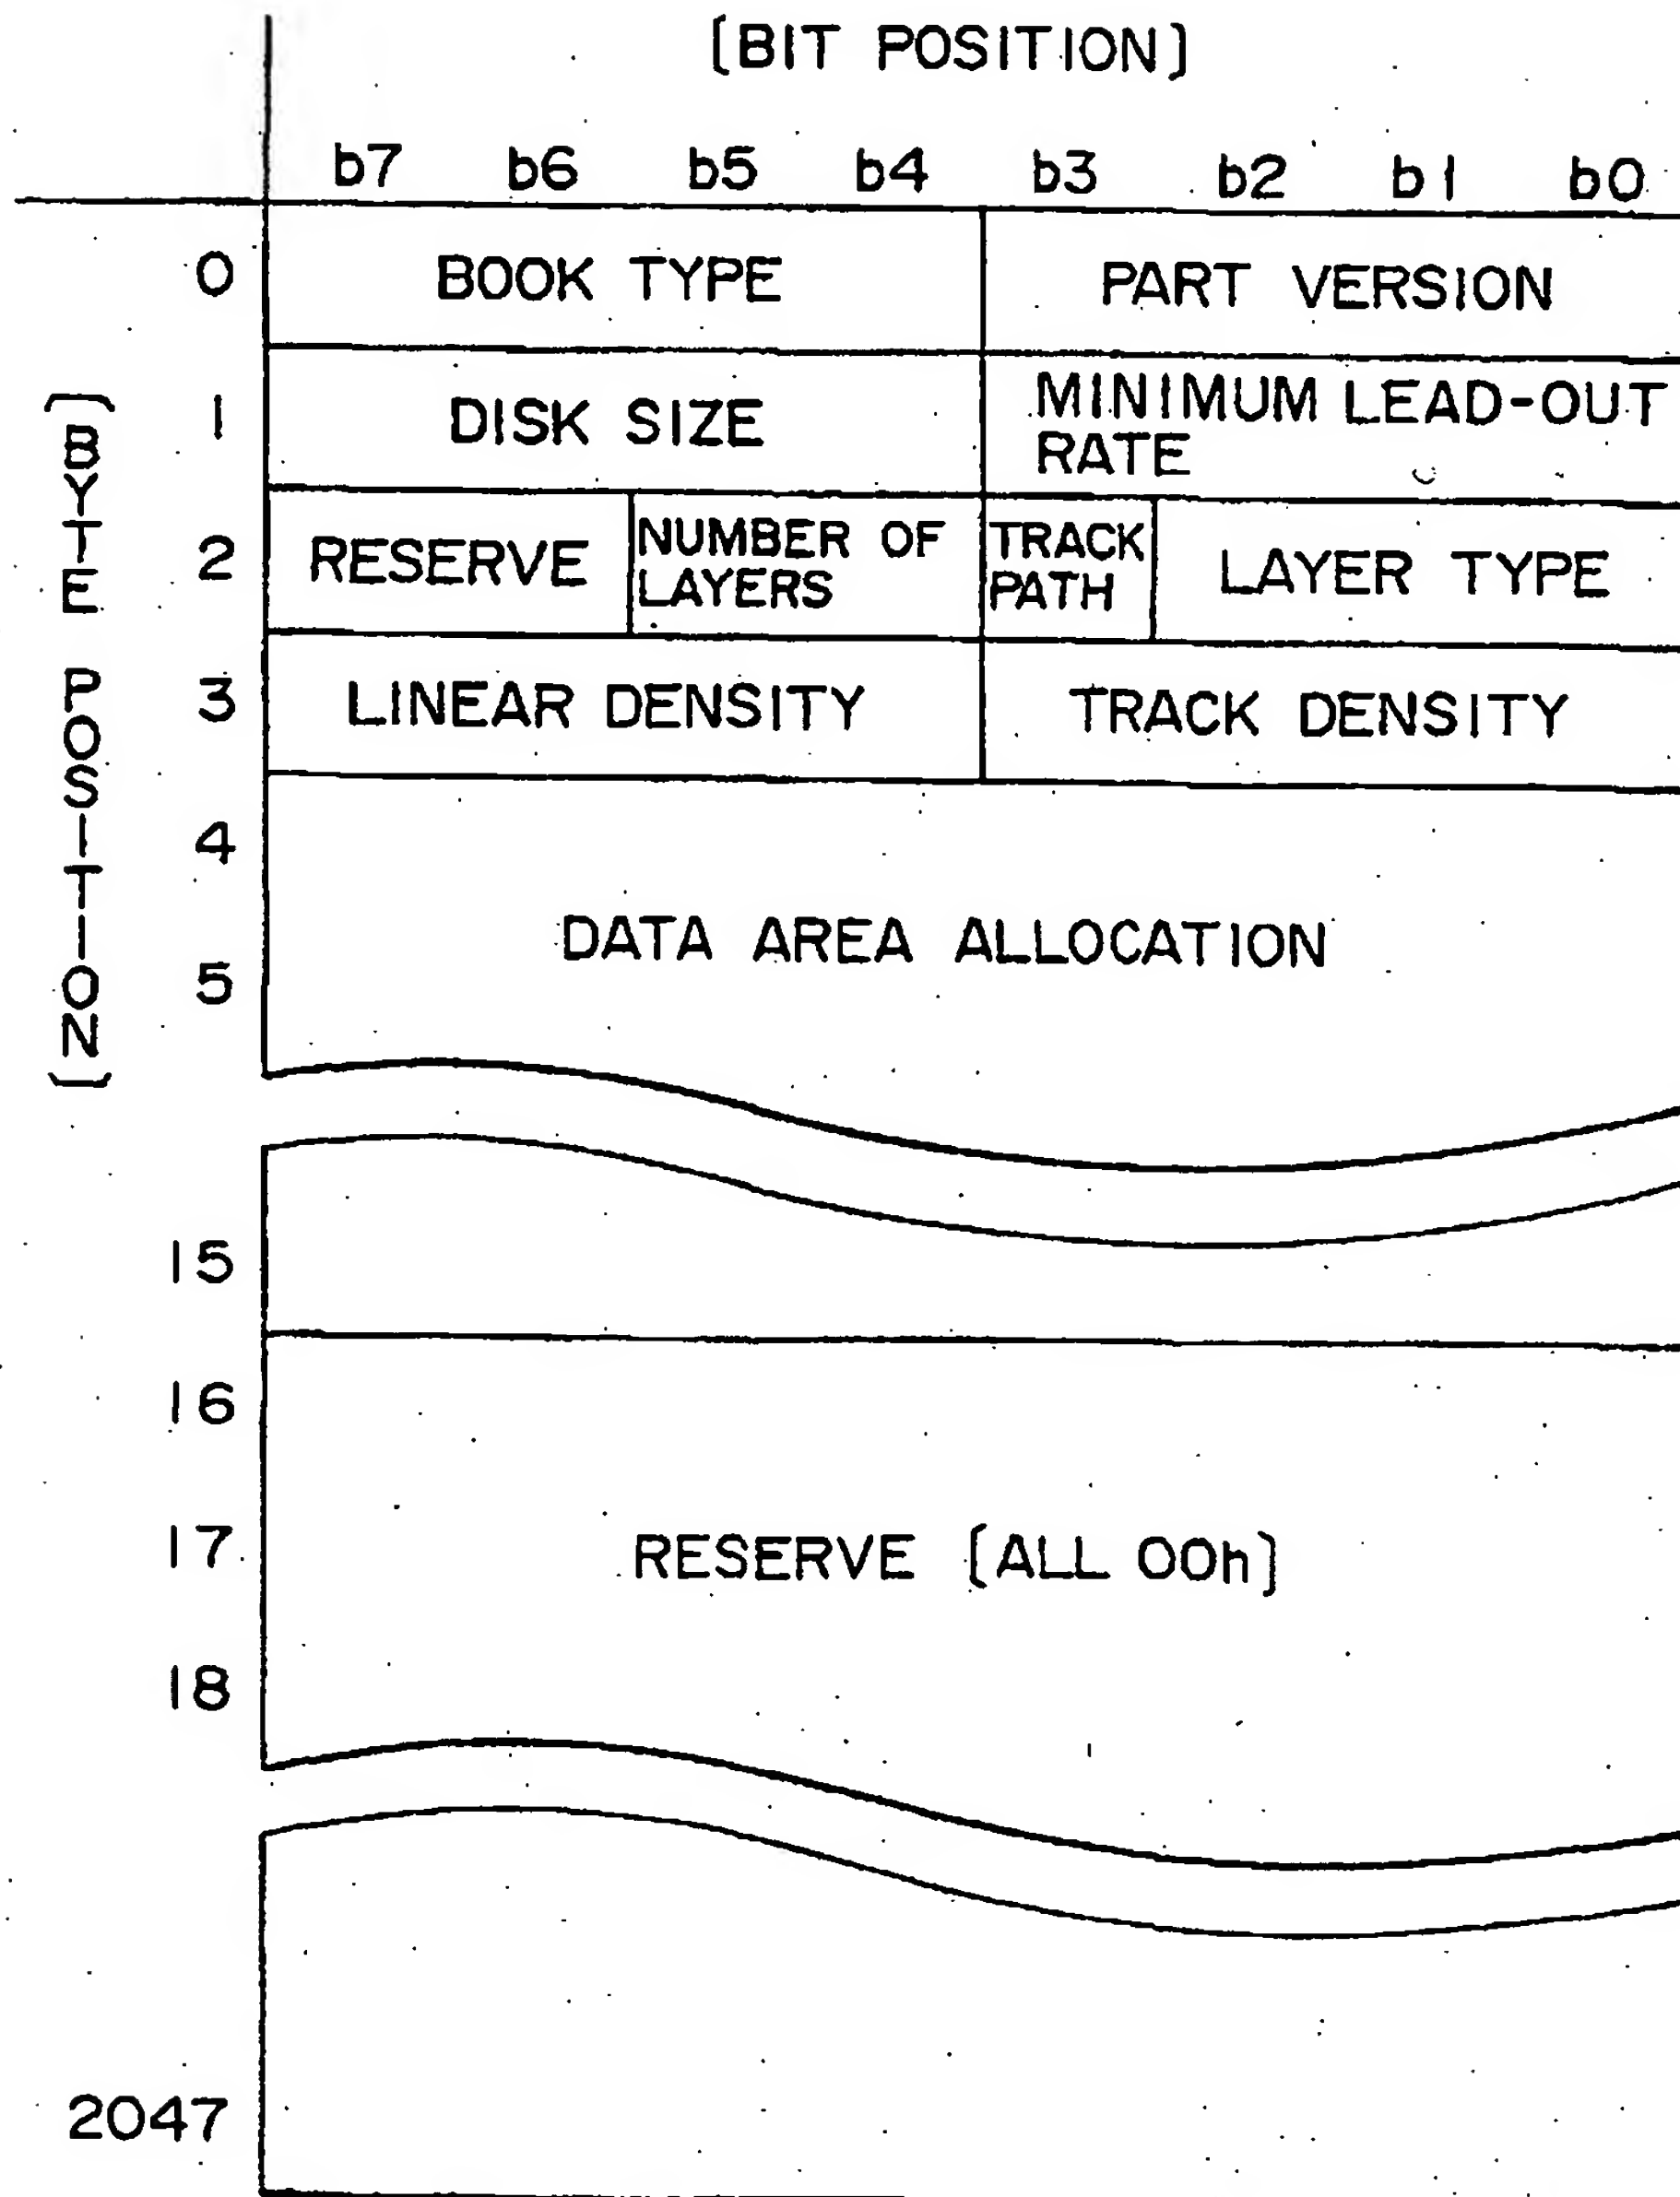 [BIT POSITION]
b7 b6 b5 b4 b3 b2 b1 b0
[BYTE POSITION]
0 BOOK TYPE PART VERSION
1 DISK SIZE MINIMUM LEAD-OUT
RATE
2 RESERVE NUMBER OF
LAYERS TRACK
PATH LAYER TYPE
3 LINEAR DENSITY TRACK DENSITY
4
DATA AREA ALLOCATION
5
15
16
17 RESERVE [ALL 00h]
18
2047